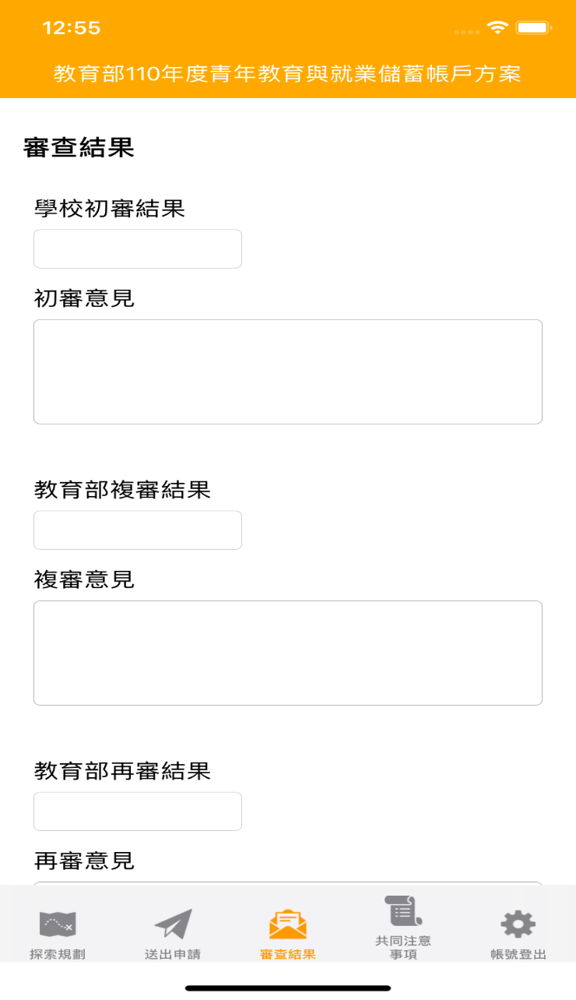 12:55
教育部110年度青年教育與就業儲蓄帳戶方案
審查結果
學校初審結果
初審意見
教育部複審結果
複審意見
教育部再審結果
再審意見
探索規劃
送出申請
審查結果
共同注意
事項
帳號登出